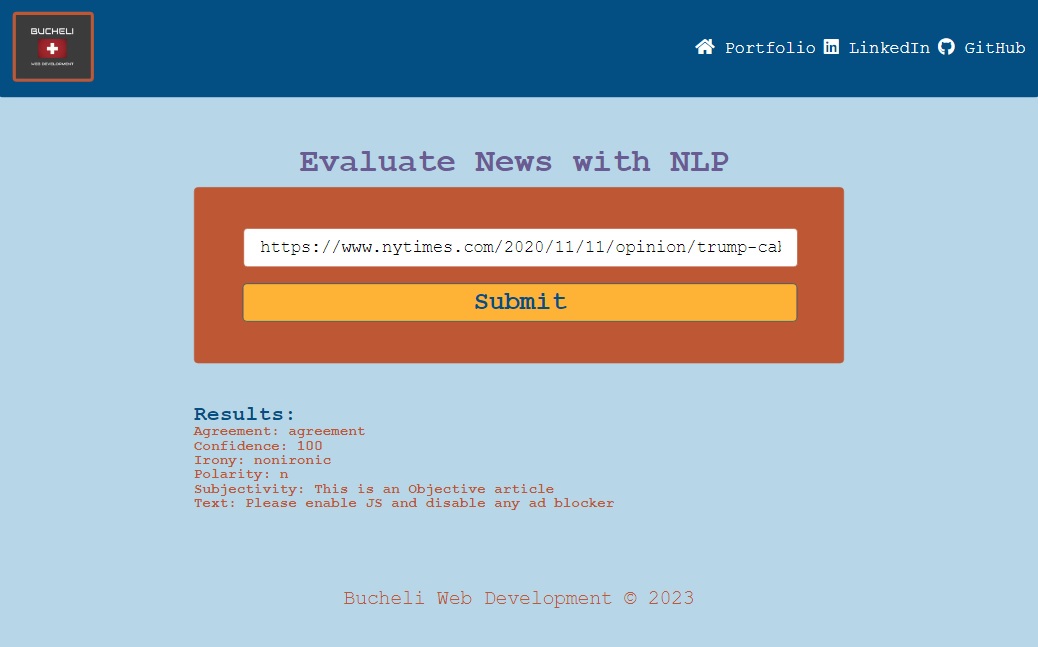 BUCHELI
WEB DEVELOPMENT
Portfolio LinkedIn GitHub
Evaluate News with NLP
https://www.nytimes.com/2020/11/11/opinion/trump-cab
Submit
Results:
Agreement: agreement
Confidence: 100
Irony: nonironic
Polarity: n
Subjectivity: This is an Objective article
Text: Please enable JS and disable any ad blocker
Bucheli Web Development © 2023